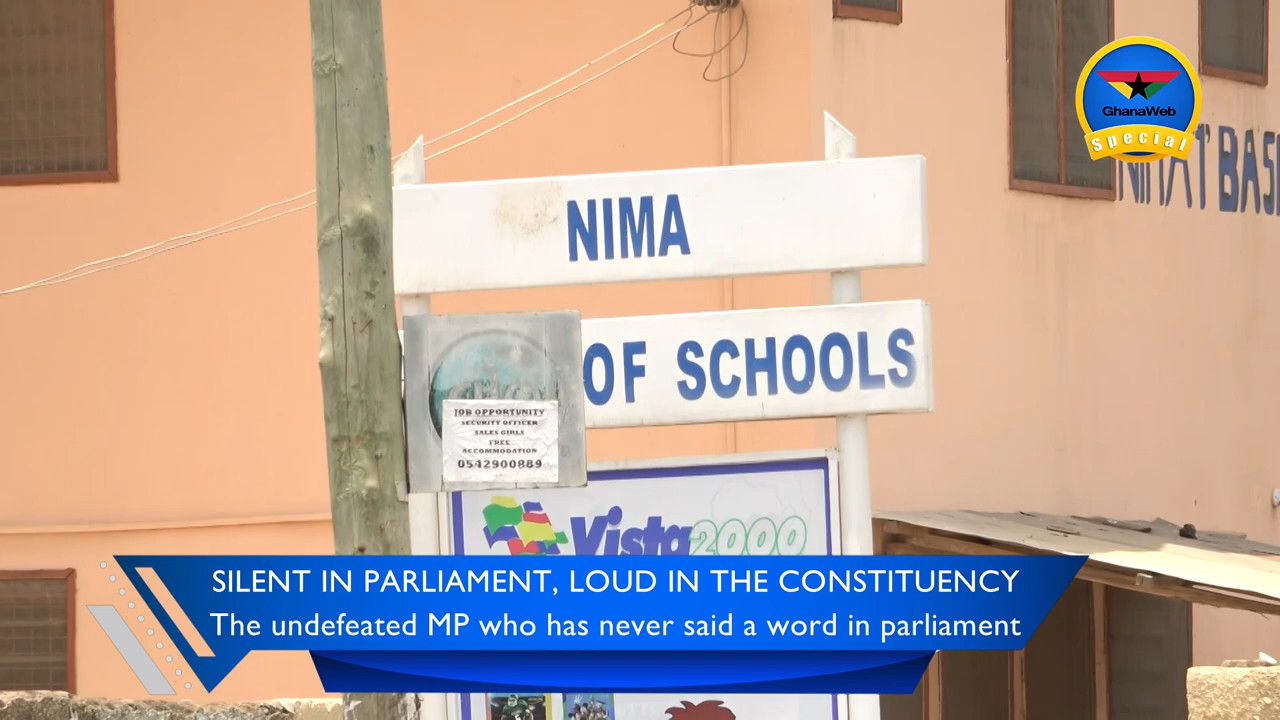 GhanaWeb
Special
NIMA
BAS
OF SCHOOLS
JOB OPPORTUNITY
SECURITY OFFICER
SALES GIRLS
FREE
ACCOMMODATION
0542900889
Vista2000
SILENT IN PARLIAMENT, LOUD IN THE CONSTITUENCY
The undefeated MP who has never said a word in parliament